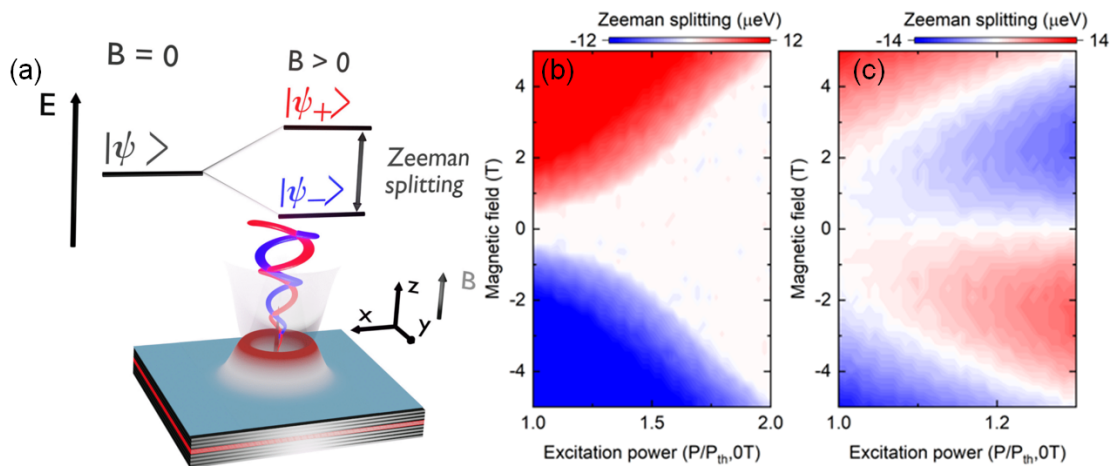 (a)
B = 0
B > 0
E
|ψ >
|ψ+>
|ψ−>
Zeeman
splitting
B
z
x
y
Zeeman splitting (μeV)
-12
12
(b)
Magnetic field (T)
4
2
0
-2
-4
1.0
1.5
2.0
Excitation power (P/Pth,0T)
Zeeman splitting (μeV)
-14
14
(c)
Magnetic field (T)
4
2
0
-2
-4
1.0
1.2
Excitation power (P/Pth,0T)